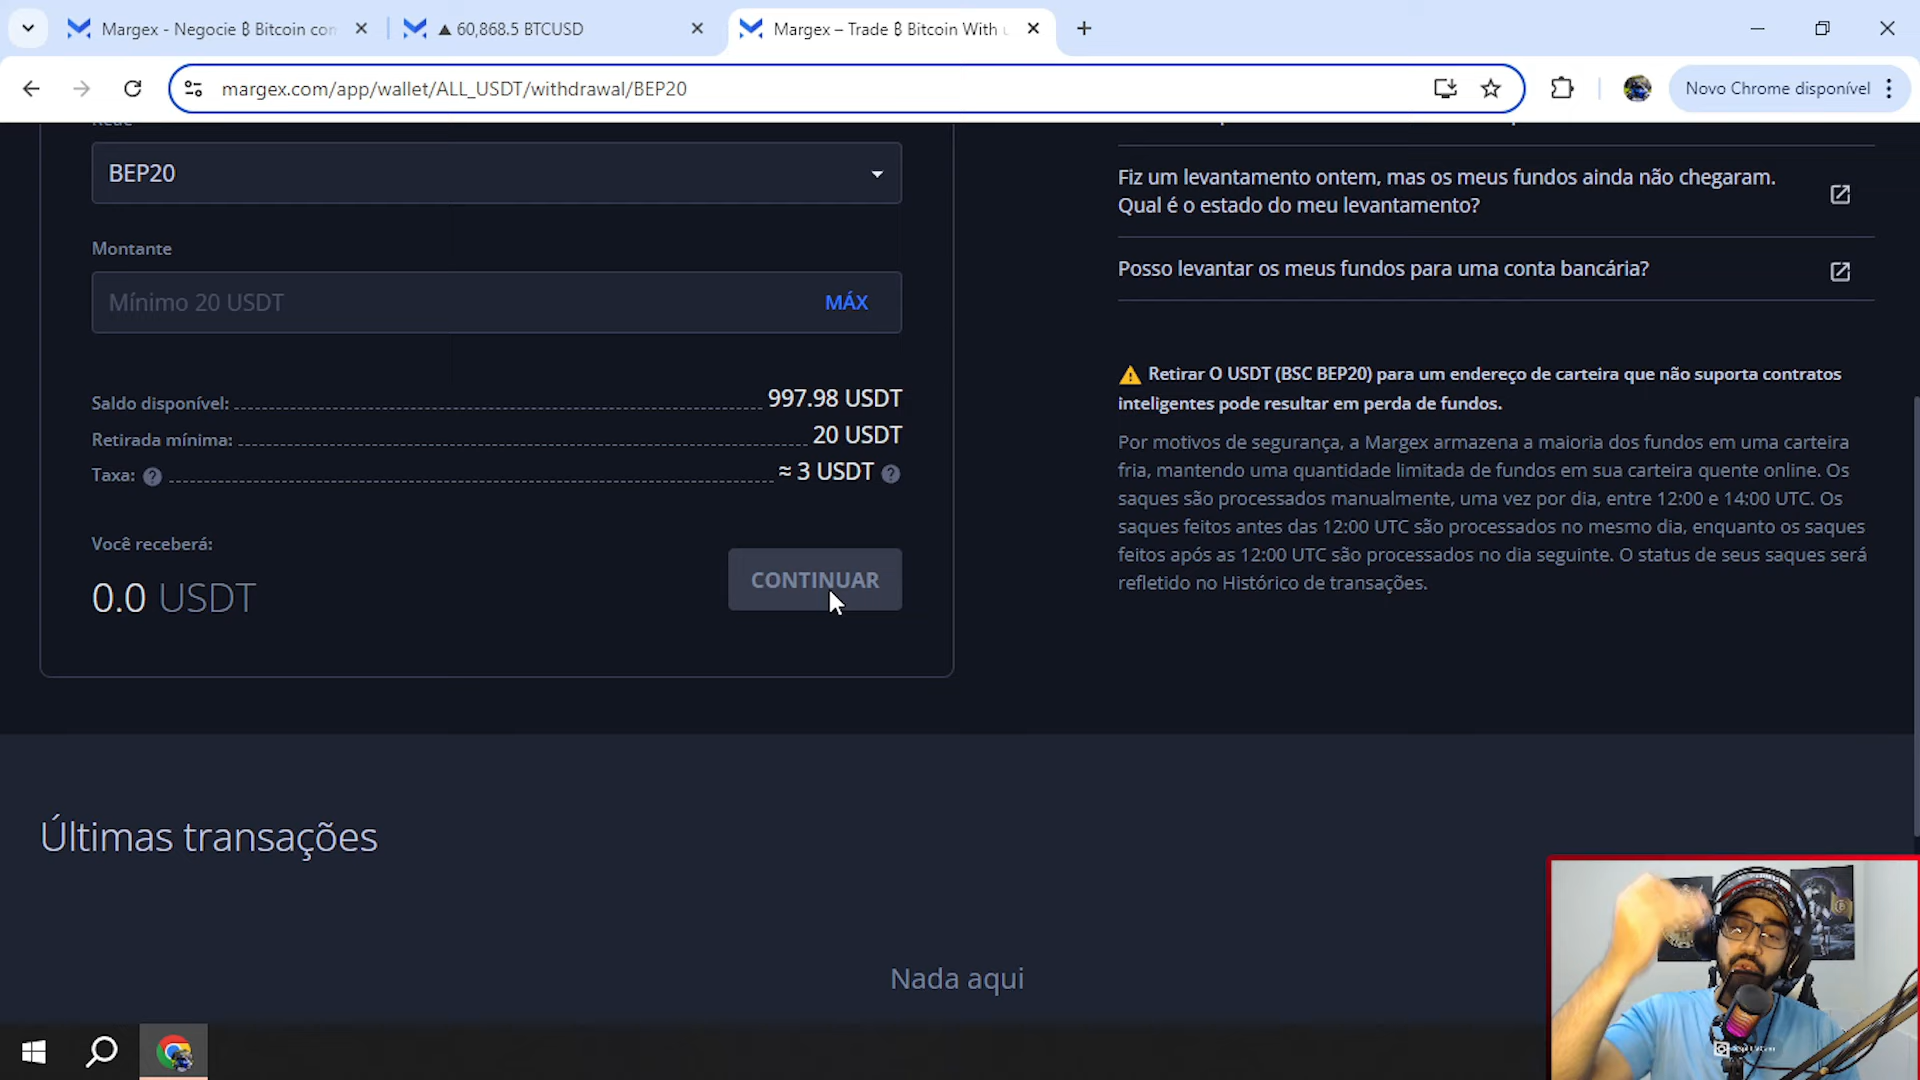 Margex - Negocie ₿ Bitcoin con
▲ 60,868.5 BTCUSD
Margex – Trade ₿ Bitcoin With u
margex.com/app/wallet/ALL_USDT/withdrawal/BEP20
Novo Chrome disponível
BEP20
Montante
Mínimo 20 USDT
MÁX
Saldo disponível:
997.98 USDT
Retirada mínima:
20 USDT
Taxa: ?
≈ 3 USDT ?
Você receberá:
0.0 USDT
CONTINUAR
Fiz um levantamento ontem, mas os meus fundos ainda não chegaram.
Qual é o estado do meu levantamento?
Posso levantar os meus fundos para uma conta bancária?
Retirar O USDT (BSC BEP20) para um endereço de carteira que não suporta contratos
inteligentes pode resultar em perda de fundos.
Por motivos de segurança, a Margex armazena a maioria dos fundos em uma carteira
fria, mantendo uma quantidade limitada de fundos em sua carteira quente online. Os
saques são processados manualmente, uma vez por dia, entre 12:00 e 14:00 UTC. Os
saques feitos antes das 12:00 UTC são processados no mesmo dia, enquanto os saques
feitos após as 12:00 UTC são processados no dia seguinte. O status de seus saques será
refletido no Histórico de transações.
Últimas transações
Nada aqui